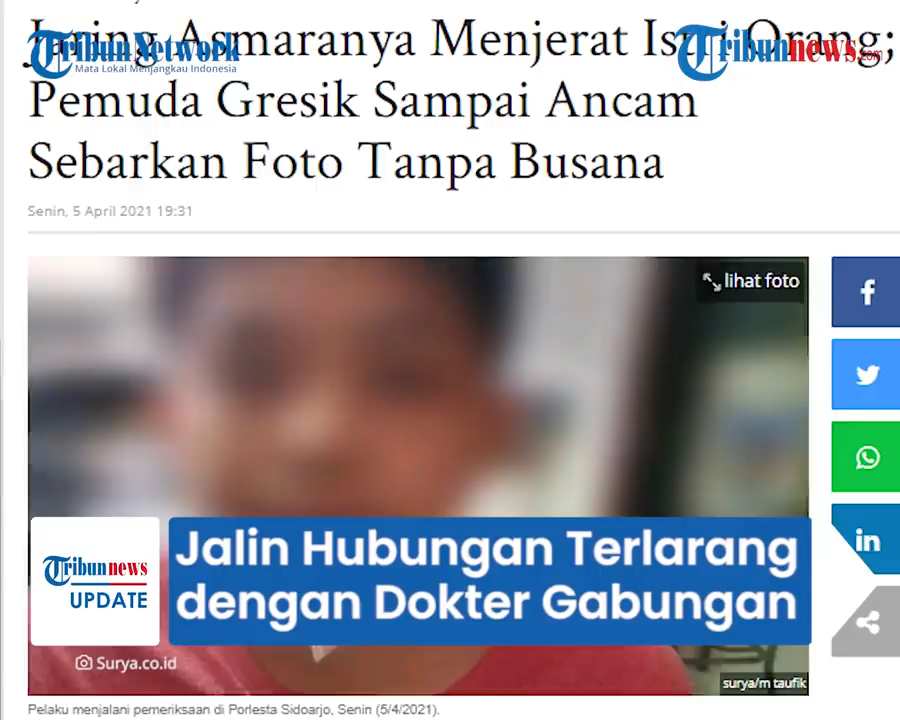 Jaring Asmaranya Menjerat Istri Orang;
Tribun Network
Mata Lokal Menjangkau Indonesia
Tribunnews.com
Pemuda Gresik Sampai Ancam
Sebarkan Foto Tanpa Busana
Senin, 5 April 2021 19:31
lihat foto
Jalin Hubungan Terlarang
dengan Dokter Gabungan
Tribunnews
UPDATE
Surya.co.id
surya/m taufik
Pelaku menjalani pemeriksaan di Porlesta Sidoarjo, Senin (5/4/2021).